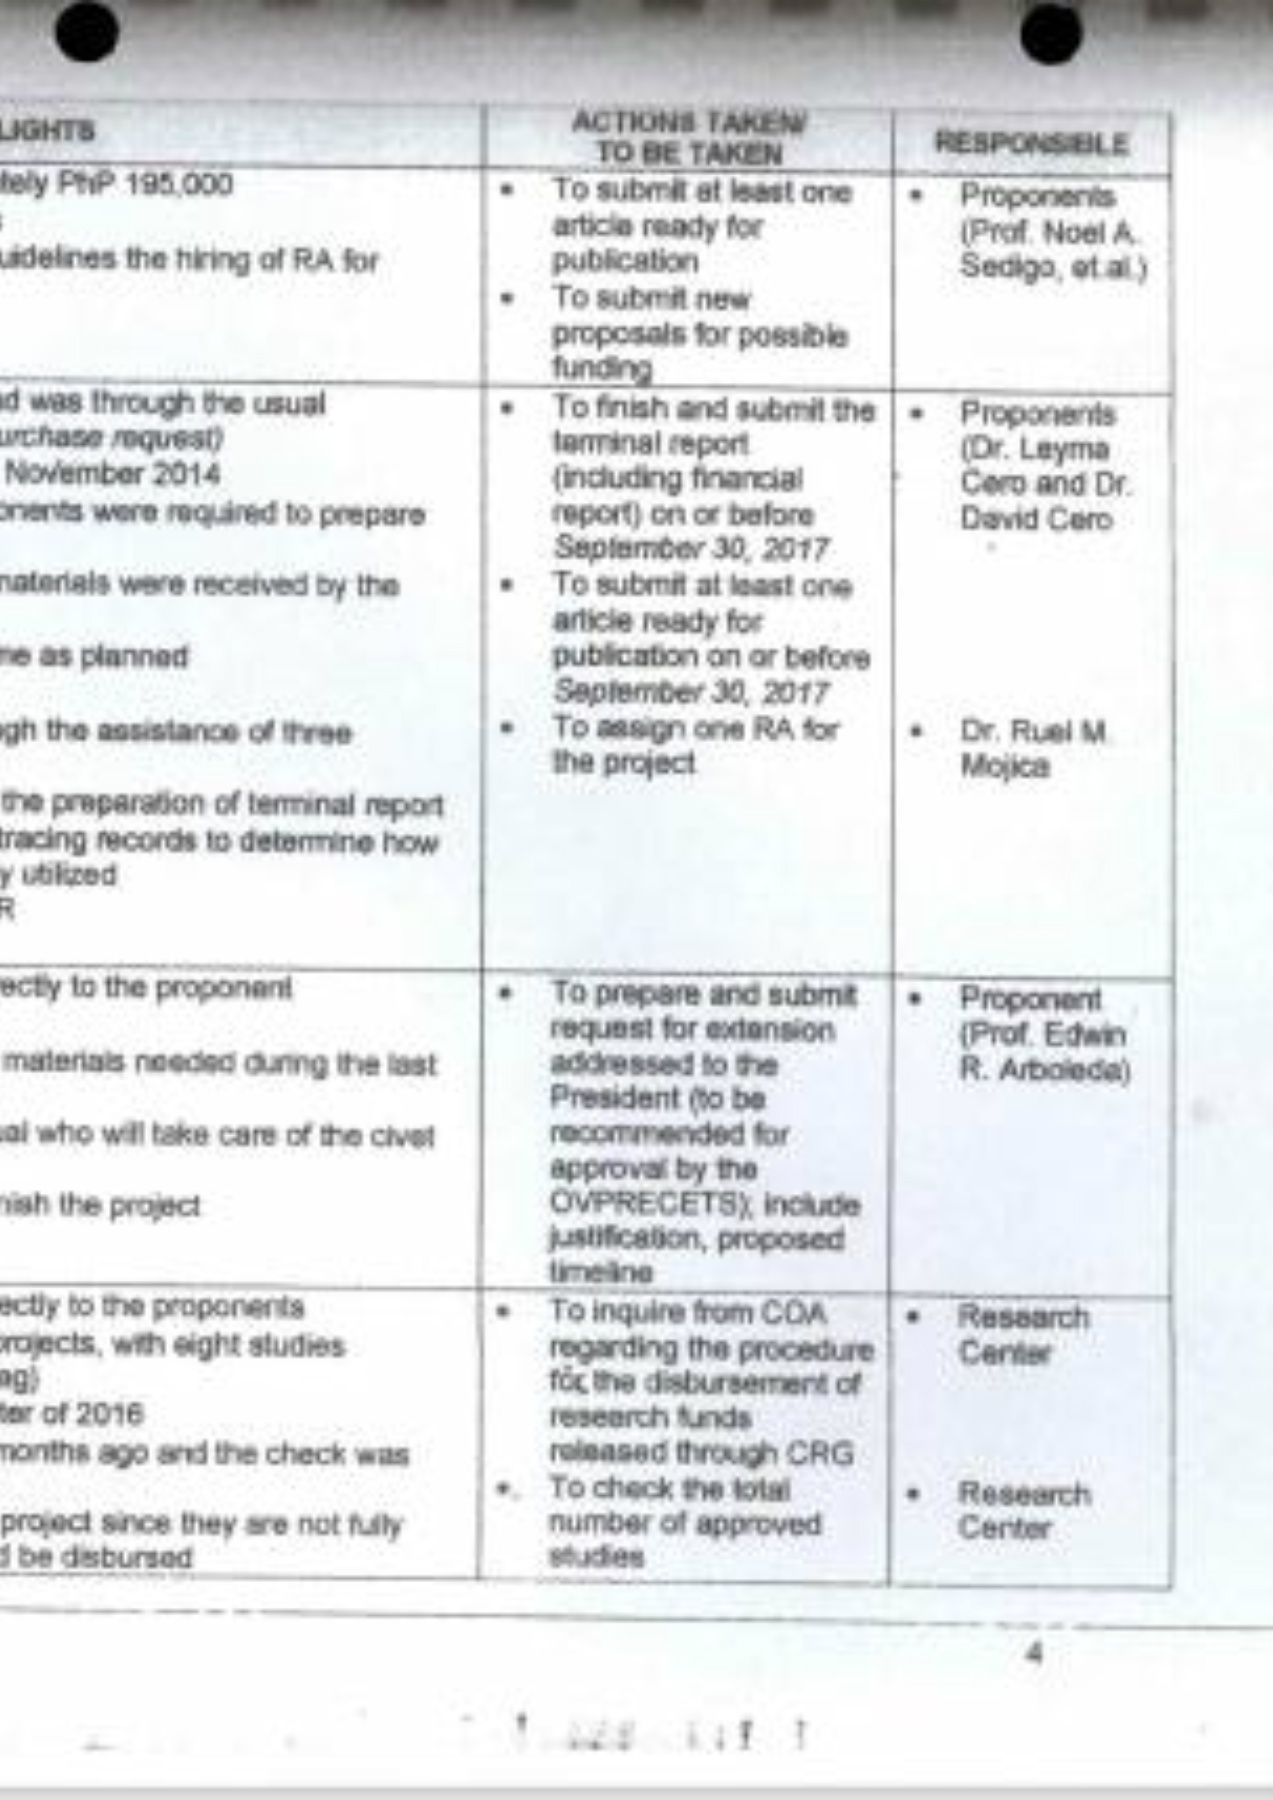 LIGHTS
tely PhP 195,000
s
uidelines the hiring of RA for
d was through the usual
urchase request)
November 2014
onents were required to prepare
naterials were received by the
me as planned
gh the assistance of three
the preparation of terminal report
tracing records to determine how
y utilized
R
ectly to the proponent
materials needed during the last
ual who will take care of the civet
nish the project
ectly to the proponents
projects, with eight studies
ag)
ter of 2016
months ago and the check was
project since they are not fully
d be disbursed
ACTIONS TAKEN/
TO BE TAKEN
• To submit at least one
article ready for
publication
• To submit new
proposals for possible
funding
• To finish and submit the
terminal report
(including financial
report) on or before
September 30, 2017
• To submit at least one
article ready for
publication on or before
September 30, 2017
• To assign one RA for
the project
• To prepare and submit
request for extension
addressed to the
President (to be
recommended for
approval by the
OVPRECETS); include
justification, proposed
timeline
• To inquire from COA
regarding the procedure
for the disbursement of
research funds
released through CRG
• To check the total
number of approved
studies
RESPONSIBLE
• Proponents
(Prof. Noel A.
Sedigo, et.al.)
• Proponents
(Dr. Leyma
Cero and Dr.
David Cero
• Dr. Ruel M.
Mojica
• Proponent
(Prof. Edwin
R. Arboleda)
• Research
Center
• Research
Center
4